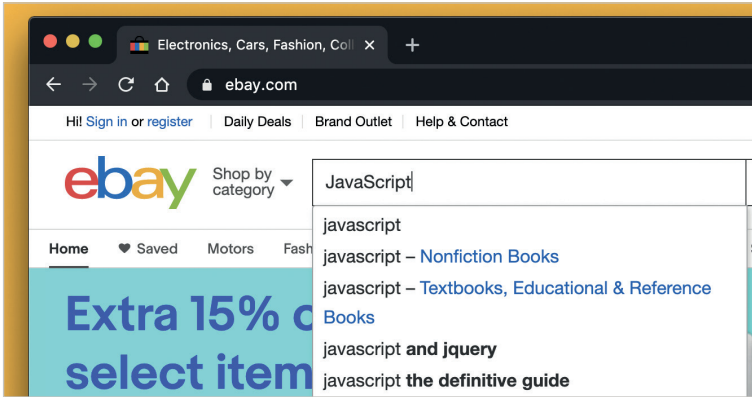 Electronics, Cars, Fashion, Coll
ebay.com
Hi! Sign in or register Daily Deals Brand Outlet Help & Contact
ebay
Shop by
category
JavaScript
javascript
javascript – Nonfiction Books
javascript – Textbooks, Educational & Reference
Books
javascript and jquery
javascript the definitive guide
Home Saved Motors Fash
Extra 15% o
select item